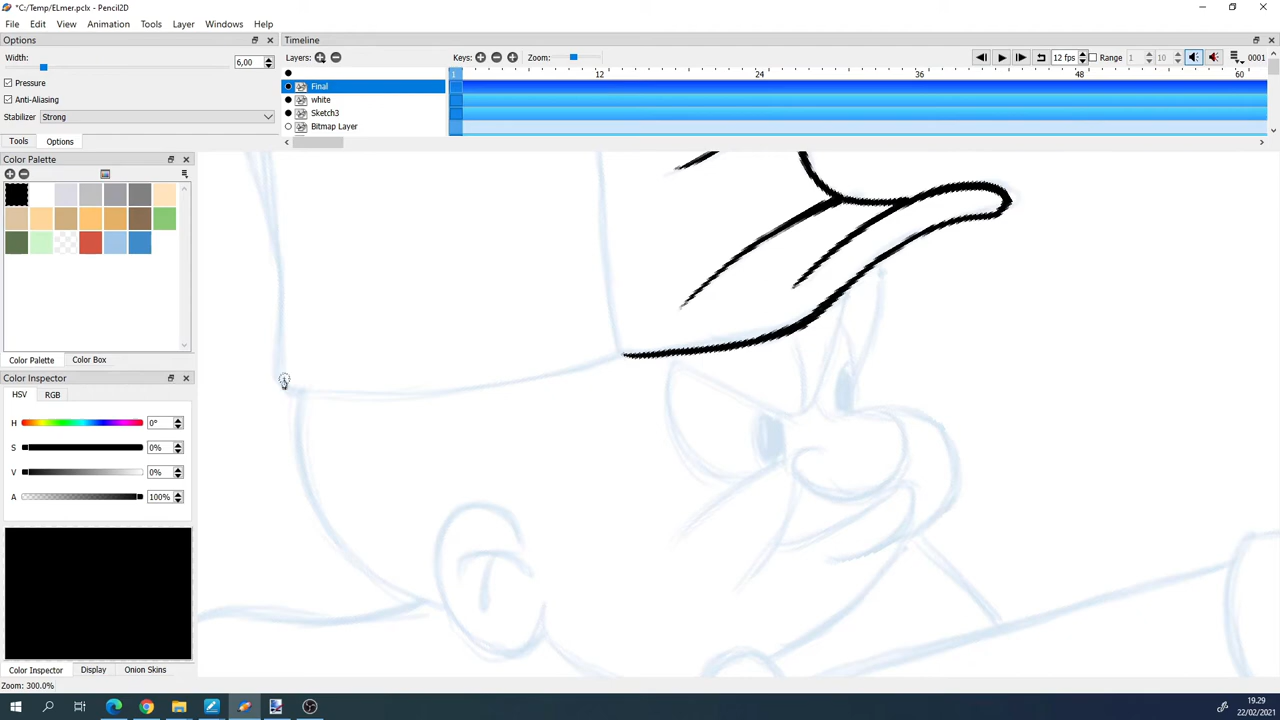 *C:/Temp/ELmer.pclx - Pencil2D
File Edit View Animation Tools Layer Windows Help
Options
Timeline
Width:
6,00
Layers:
Keys:
Zoom:
12 fps
Range
1
10
0001
12 24 36 48 60
1
Pressure
Final
Anti-Aliasing
white
Stabilizer Strong
Sketch3
Bitmap Layer
Tools Options
Color Palette
Color Palette Color Box
Color Inspector
HSV RGB
H 0°
S 0%
V 0%
A 100%
Color Inspector Display Onion Skins
Zoom: 300.0%
19.29
22/02/2021